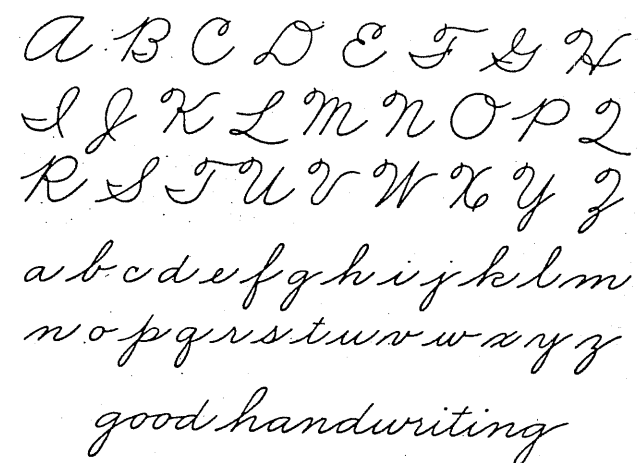 A B C D E F G H
I J K L M N O P Q
R S T U V W X Y Z
a b c d e f g h i j k l m
n o p q r s t u v w x y z
good handwriting